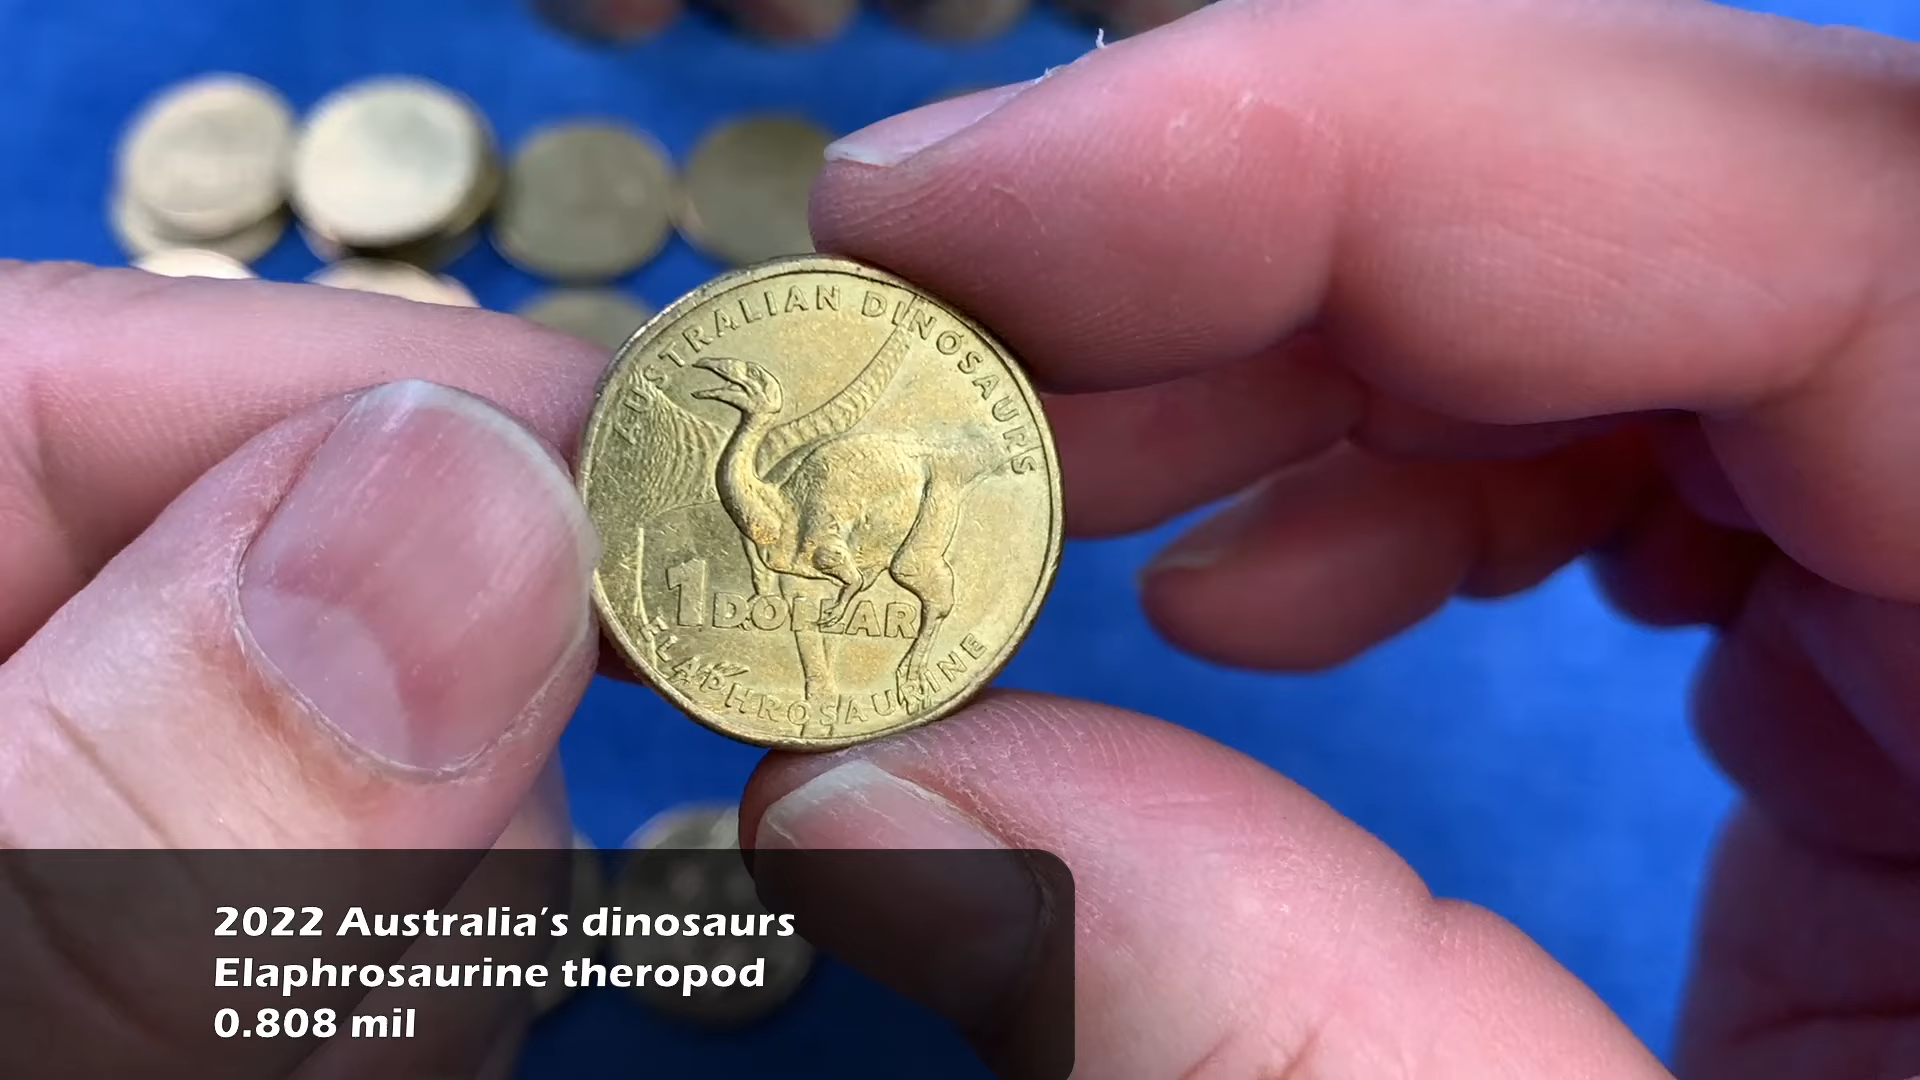 AUSTRALIAN DINOSAURS
1 DOLLAR
ELAPHROSAURINE
2022 Australia's dinosaurs
Elaphrosaurine theropod
0.808 mil